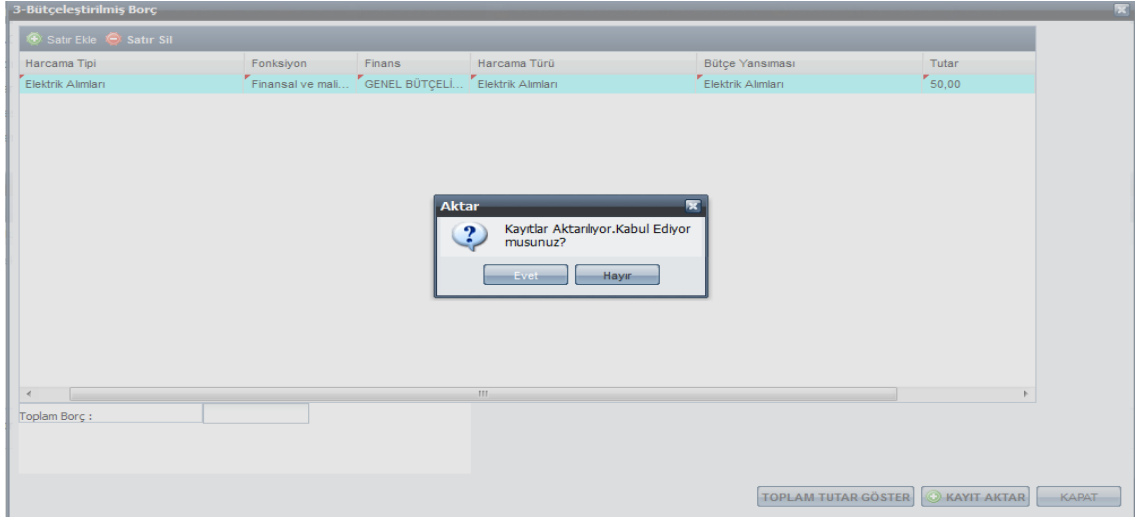 3-Bütçeleştirilmiş Borç
Satır Ekle Satır Sil
Harcama Tipi Fonksiyon Finans Harcama Türü Bütçe Yansıması Tutar
Elektrik Alımları Finansal ve mali... GENEL BÜTÇELİ... Elektrik Alımları Elektrik Alımları 50,00
Aktar
Kayıtlar Aktarılıyor.Kabul Ediyor
musunuz?
Evet Hayır
Toplam Borç :
TOPLAM TUTAR GÖSTER KAYIT AKTAR KAPAT